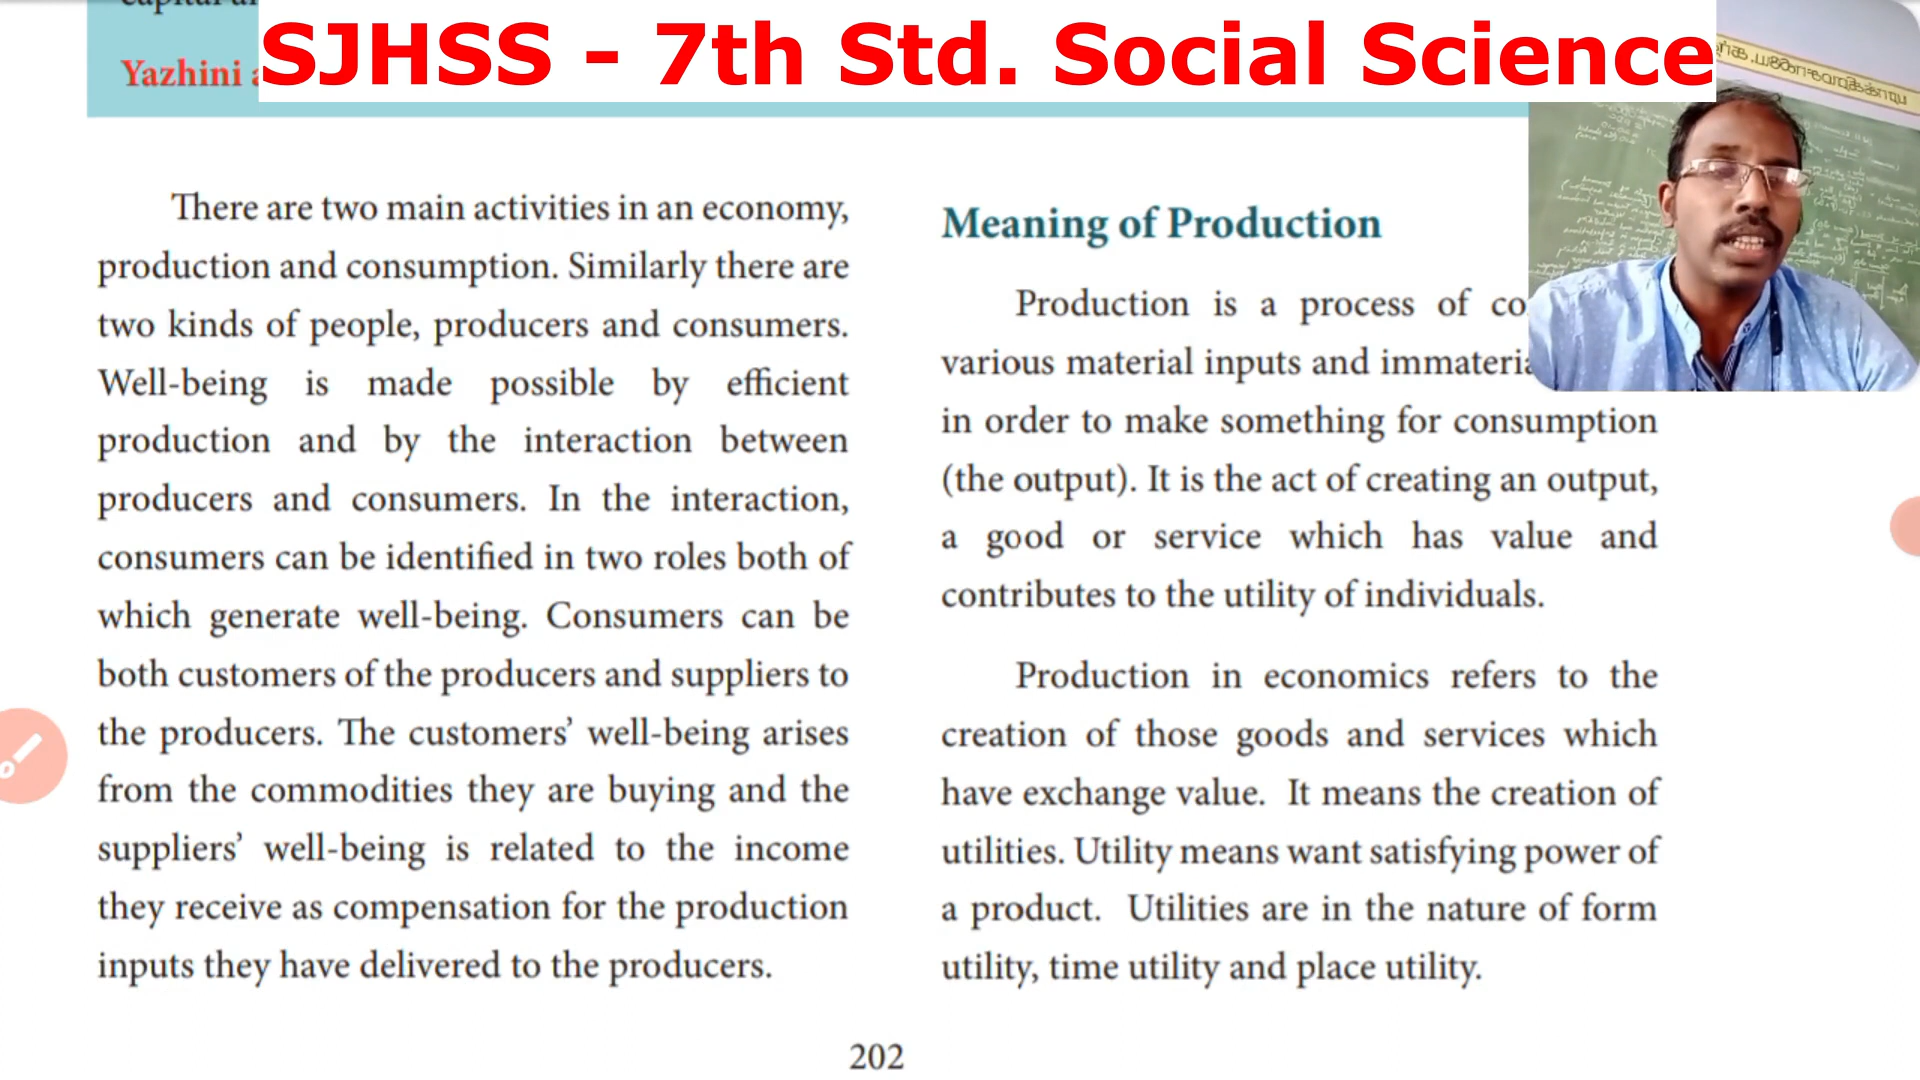 SJHSS - 7th Std. Social Science
Yazhini
There are two main activities in an economy,
production and consumption. Similarly there are
two kinds of people, producers and consumers.
Well-being is made possible by efficient
production and by the interaction between
producers and consumers. In the interaction,
consumers can be identified in two roles both of
which generate well-being. Consumers can be
both customers of the producers and suppliers to
the producers. The customers’ well-being arises
from the commodities they are buying and the
suppliers’ well-being is related to the income
they receive as compensation for the production
inputs they have delivered to the producers.
Meaning of Production
Production is a process of
various material inputs and
in order to make something for consumption
(the output). It is the act of creating an output,
a good or service which has value and
contributes to the utility of individuals.
Production in economics refers to the
creation of those goods and services which
have exchange value. It means the creation of
utilities. Utility means want satisfying power of
a product. Utilities are in the nature of form
utility, time utility and place utility.
202